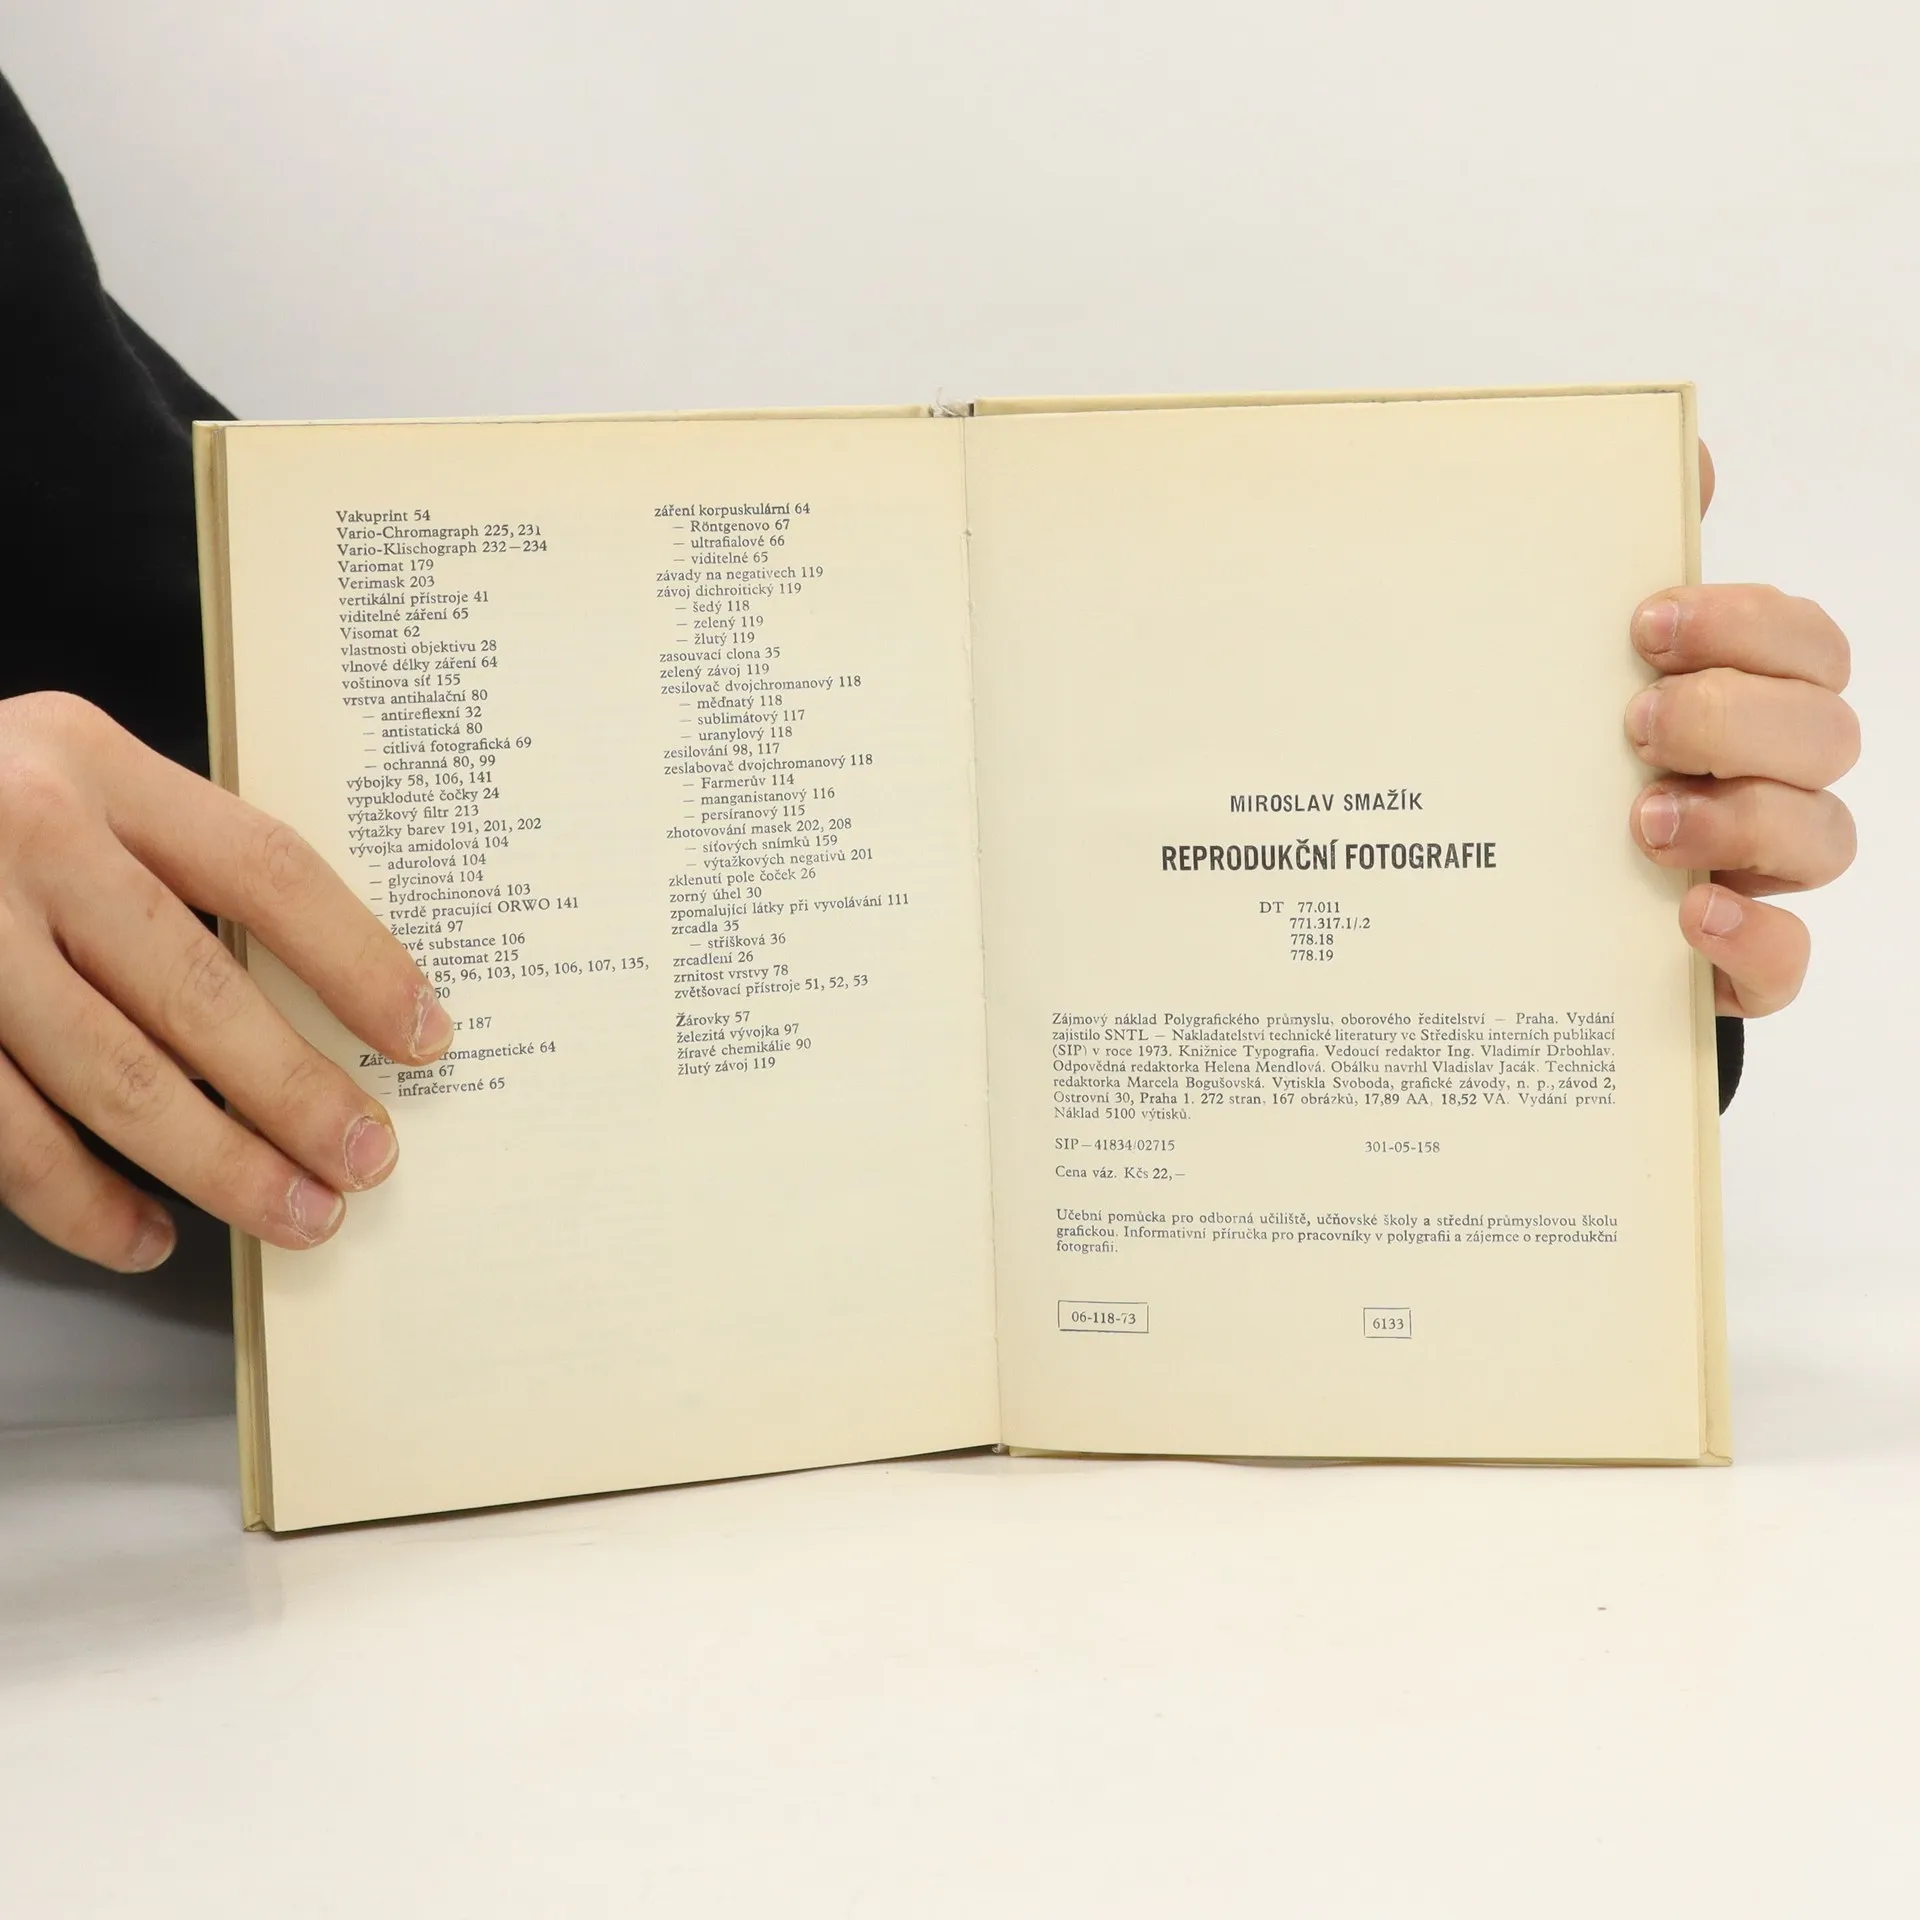 Vakuprint 54
Vario-Chromagraph 225, 231
Vario-Klischograph 232—234
Variomat 179
Verimask 203
vertikální přístroje 41
viditelné záření 65
Visomat 62
vlastnosti objektivu 28
vlnové délky záření 64
voštinova síť 155
vrstva antihalační 80
— antireflexní 32
— antistatická 80
— citlivá fotografická 69
— ochranná 80, 99
výbojky 58, 106, 141
vypukloduté čočky 24
výtažkový filtr 213
výtažky barev 191, 201, 202
vývojka amidolová 104
— adurolová 104
— glycinová 104
— hydrochinonová 103
— tvrdě pracující ORWO 141
železitá 97
substance 106
automat 215
85, 96, 103, 105, 106, 107, 135,
187
64
— gama 67
— infračervené 65
záření korpuskulární 64
— Röntgenovo 67
— ultrafialové 66
— viditelné 65
závady na negativech 119
závoj dichroitický 119
— šedý 118
— zelený 119
— žlutý 119
zasouvací clona 35
zelený závoj 119
zesilovač dvojchromanový 118
— měďnatý 118
— sublimátový 117
— uranylový 118
zesilování 98, 117
zeslabovač dvojchromanový 118
— Farmerův 114
— manganistanový 116
— persíranový 115
zhotovování masek 202, 208
— síťových snímků 159
— výtažkových negativů 201
zklenutí pole čoček 26
zorný úhel 30
zpomalující látky při vyvolávání 111
zrcadla 35
— stříšková 36
zrcadlení 26
zrnitost vrstvy 78
zvětšovací přístroje 51, 52, 53
Žárovky 57
železitá vývojka 97
žíravé chemikálie 90
žlutý závoj 119
MIROSLAV SMAŽÍK
REPRODUKČNÍ FOTOGRAFIE
DT 77.011
771.317.1/.2
778.18
778.19
Zájmový náklad Polygrafického průmyslu, oborového ředitelství — Praha. Vydání
zajistilo SNTL — Nakladatelství technické literatury ve Středisku interních publikací
(SIP) v roce 1973. Knižnice Typografia. Vedoucí redaktor Ing. Vladimír Drbohlav.
Odpovědná redaktorka Helena Mendlová. Obálku navrhl Vladislav Jacák. Technická
redaktorka Marcela Bogušovská. Vytiskla Svoboda, grafické závody, n. p., závod 2,
Ostrovní 30, Praha 1. 272 stran, 167 obrázků, 17,89 AA, 18,52 VA. Vydání první.
Náklad 5100 výtisků.
SIP—41834/02715 301-05-158
Cena váz. Kčs 22,—
Učební pomůcka pro odborná učiliště, učňovské školy a střední průmyslovou školu
grafickou. Informativní příručka pro pracovníky v polygrafii a zájemce o reprodukční
fotografii.
06-118-73 6133